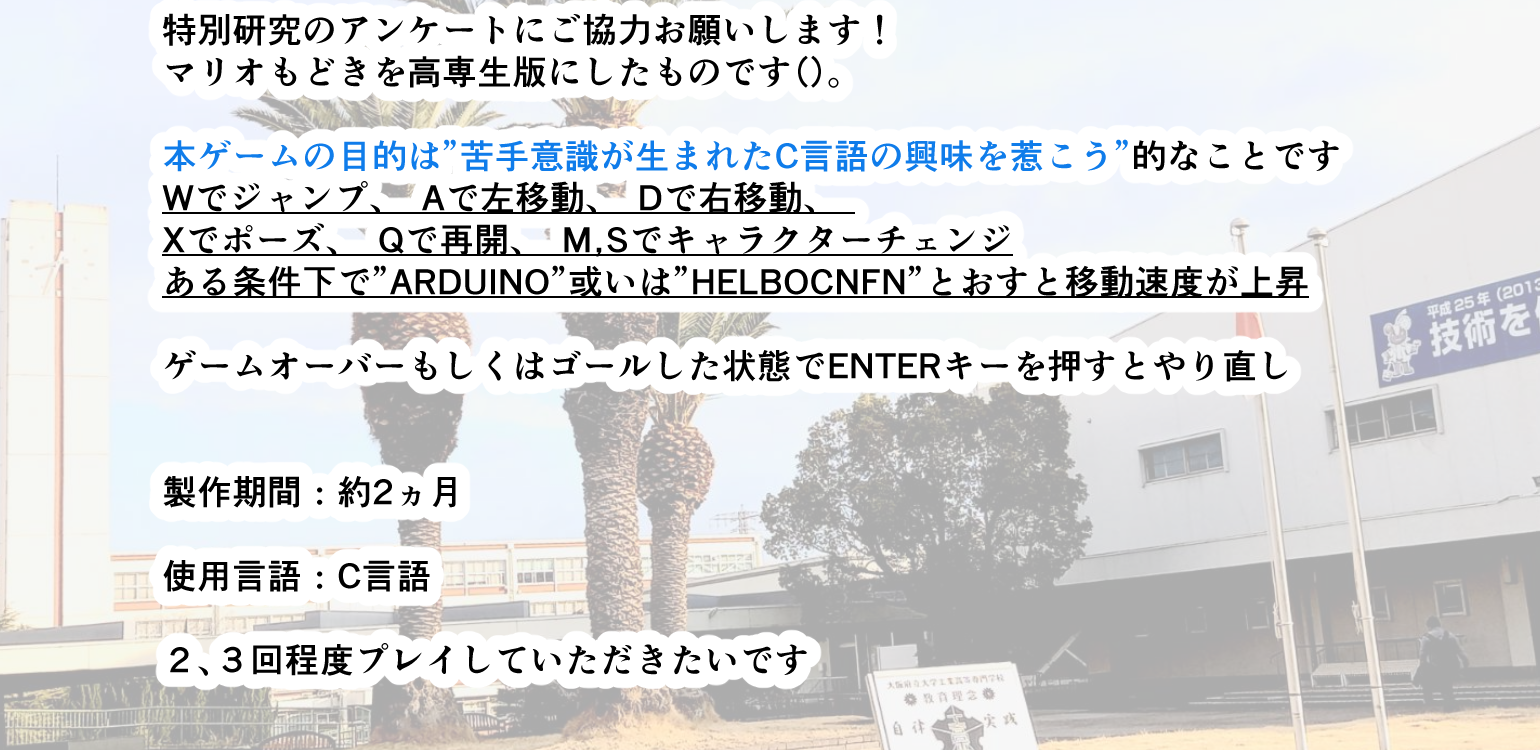 特別研究のアンケートにご協力お願いします！
マリオもどきを高専生版にしたものです()。
本ゲームの目的は”苦手意識が生まれたC言語の興味を惹こう”的なことです
Wでジャンプ、 Aで左移動、 Dで右移動、
Xでポーズ、 Qで再開、 M,Sでキャラクターチェンジ
ある条件下で”ARDUINO”或いは”HELBOCNFN”とおすと移動速度が上昇
平成25年（2013
技術を
ゲームオーバーもしくはゴールした状態でENTERキーを押すとやり直し
製作期間：約2ヵ月
使用言語：C言語
２、３回程度プレイしていただきたいです
大阪府立大学工業高等専門学校
教育理念
自律
実践